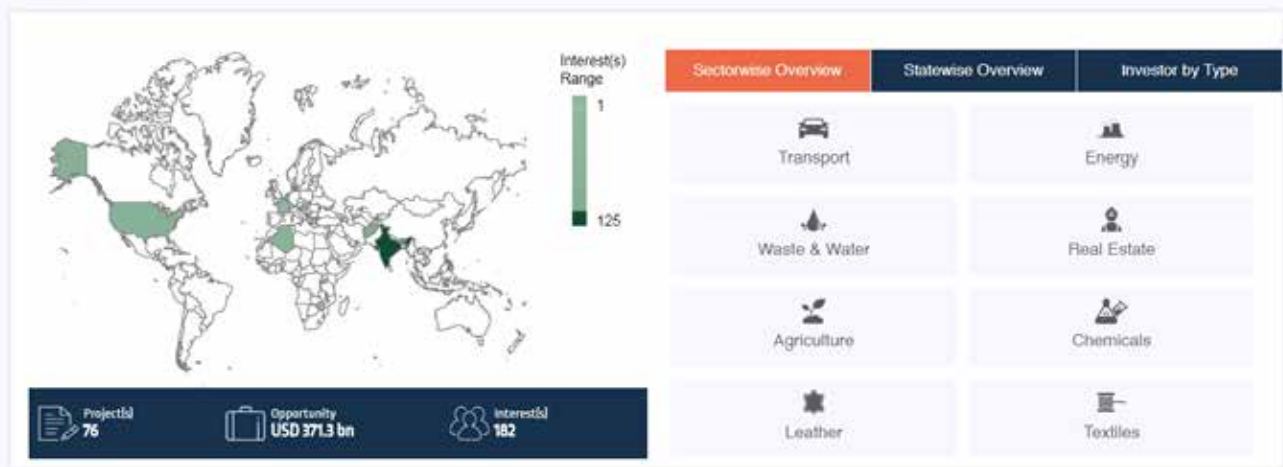 Interest(s)
Range
1
125
Project(s)
76
Opportunity
USD 371.3 bn
Interest(s)
182
Sectorwise Overview
Statewise Overview
Investor by Type
Transport
Energy
Waste & Water
Real Estate
Agriculture
Chemicals
Leather
Textiles